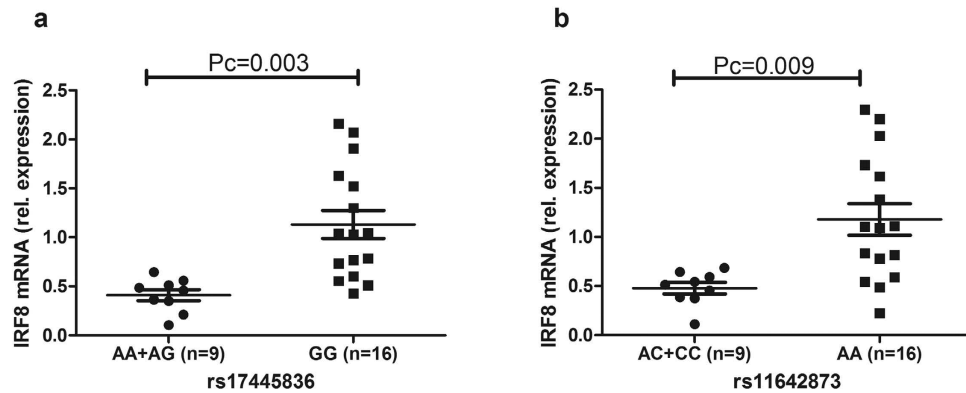 a
Pc=0.003
IRF8 mRNA (rel. expression)
2.5
2.0
1.5
1.0
0.5
0.0
AA+AG (n=9) GG (n=16)
rs17445836
b
Pc=0.009
IRF8 mRNA (rel. expression)
2.5
2.0
1.5
1.0
0.5
0.0
AC+CC (n=9) AA (n=16)
rs11642873